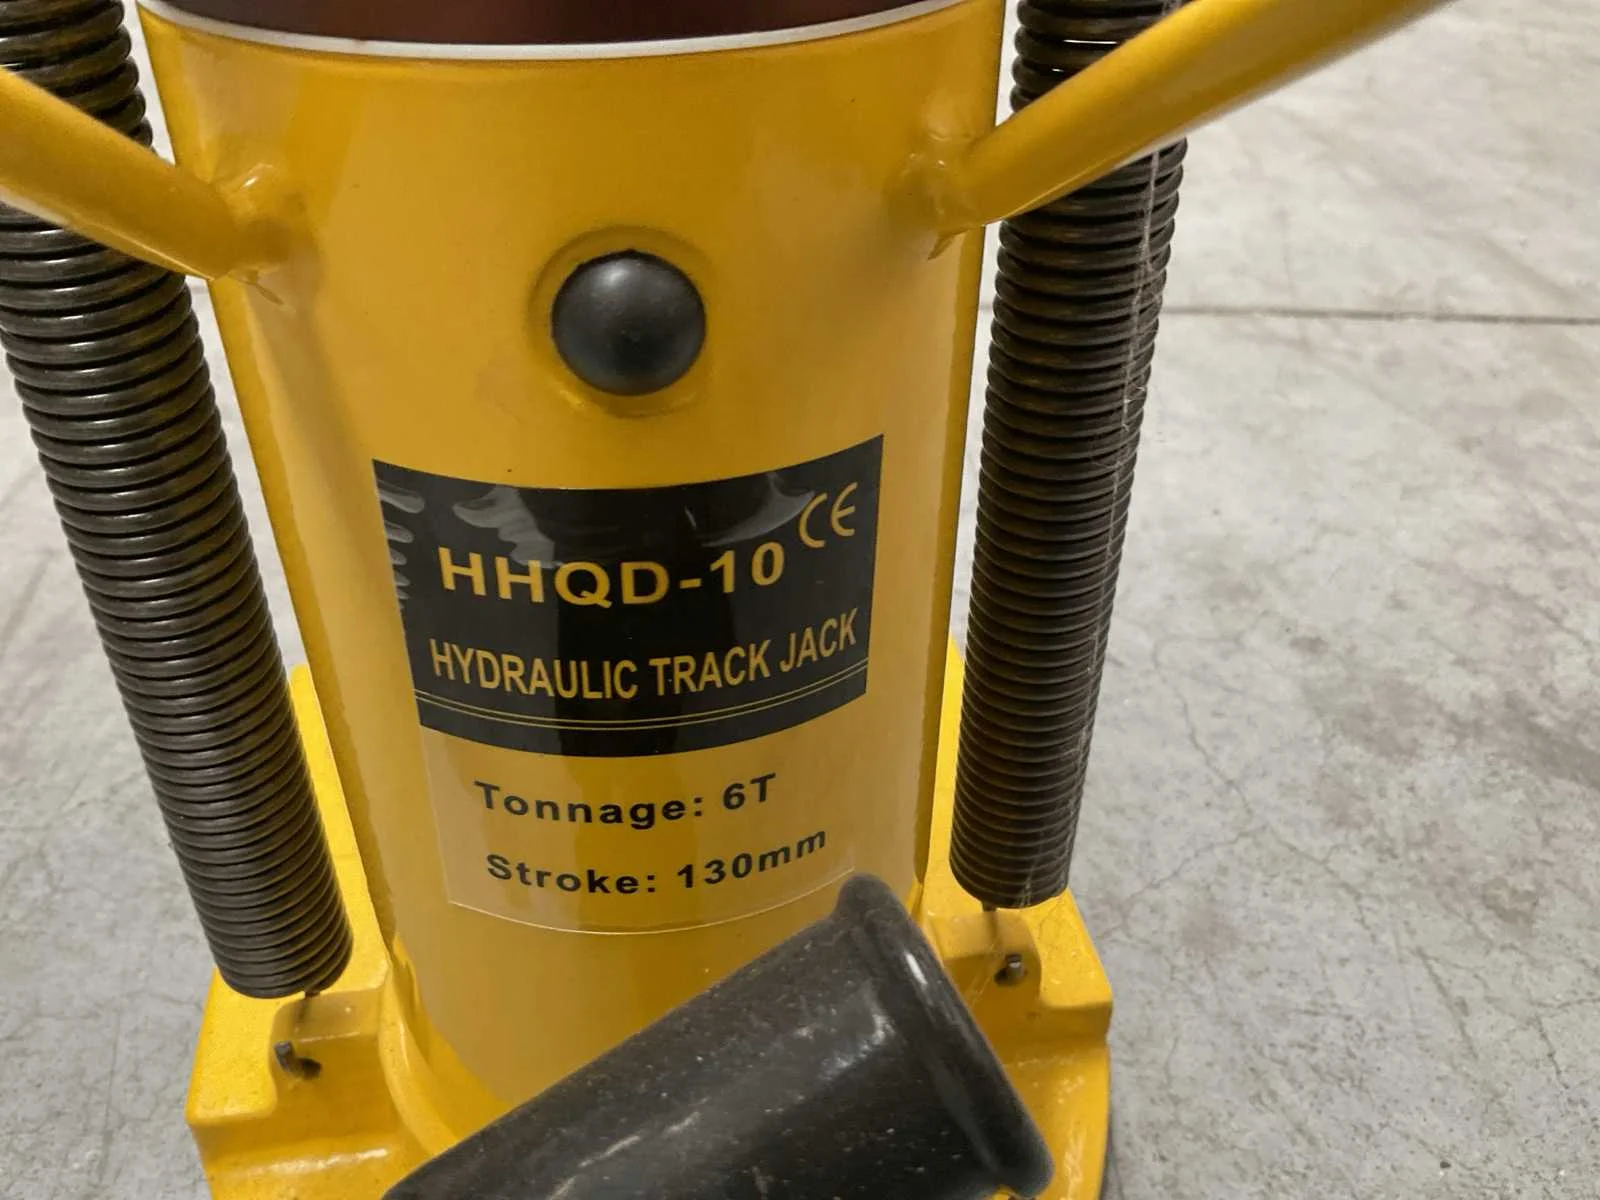 CE
HHQD-10
HYDRAULIC TRACK JACK
Tonnage: 6T
Stroke: 130mm